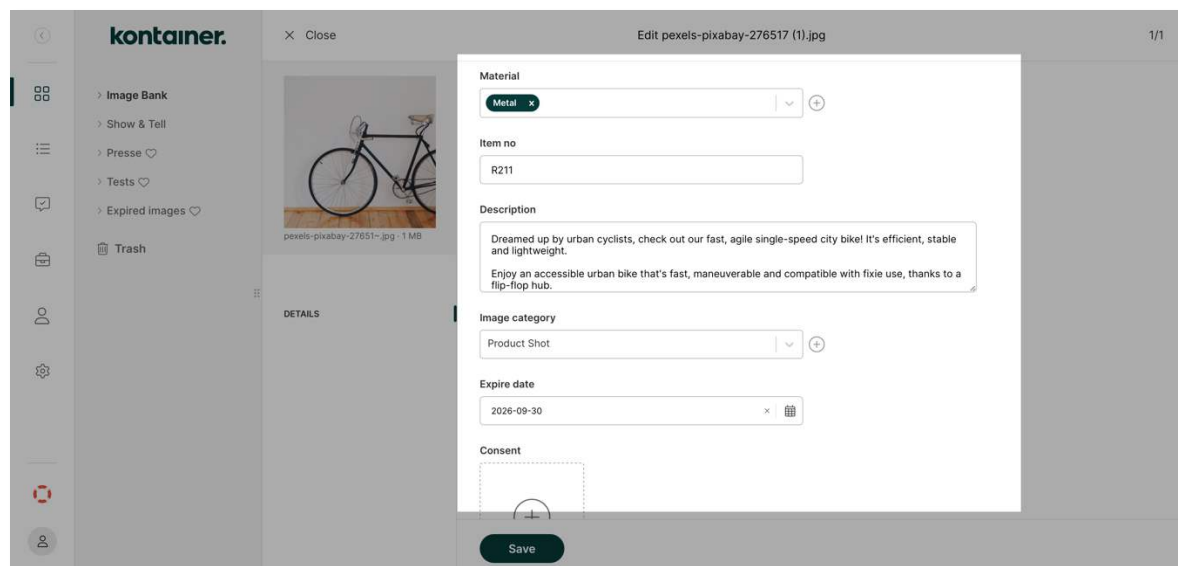 kontainer.
Close
Edit pexels-pixabay-276517 (1).jpg
1/1
Image Bank
Show & Tell
Presse
Tests
Expired images
Trash
pexels-pixabay-27651~.jpg · 1 MB
DETAILS
Material
Metal x
Item no
R211
Description
Dreamed up by urban cyclists, check out our fast, agile single-speed city bike! It's efficient, stable
and lightweight.
Enjoy an accessible urban bike that's fast, maneuverable and compatible with fixie use, thanks to a
flip-flop hub.
Image category
Product Shot
Expire date
2026-09-30
Consent
Save